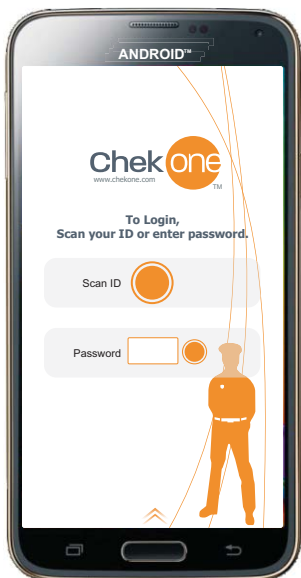 ANDROID™
Chek one
www.chekone.com
TM
To Login,
Scan your ID or enter password.
Scan ID
Password